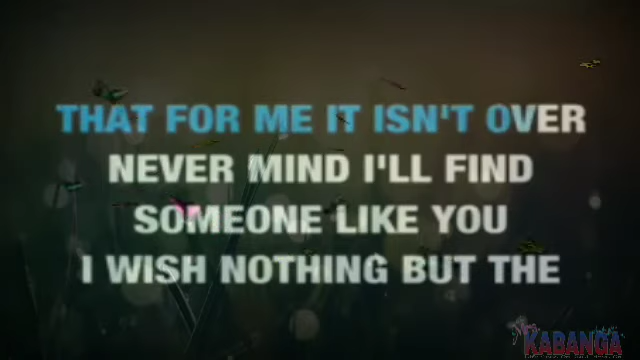 THAT FOR ME IT ISN'T OVER
NEVER MIND I'LL FIND
SOMEONE LIKE YOU
I WISH NOTHING BUT THE
KABANGA